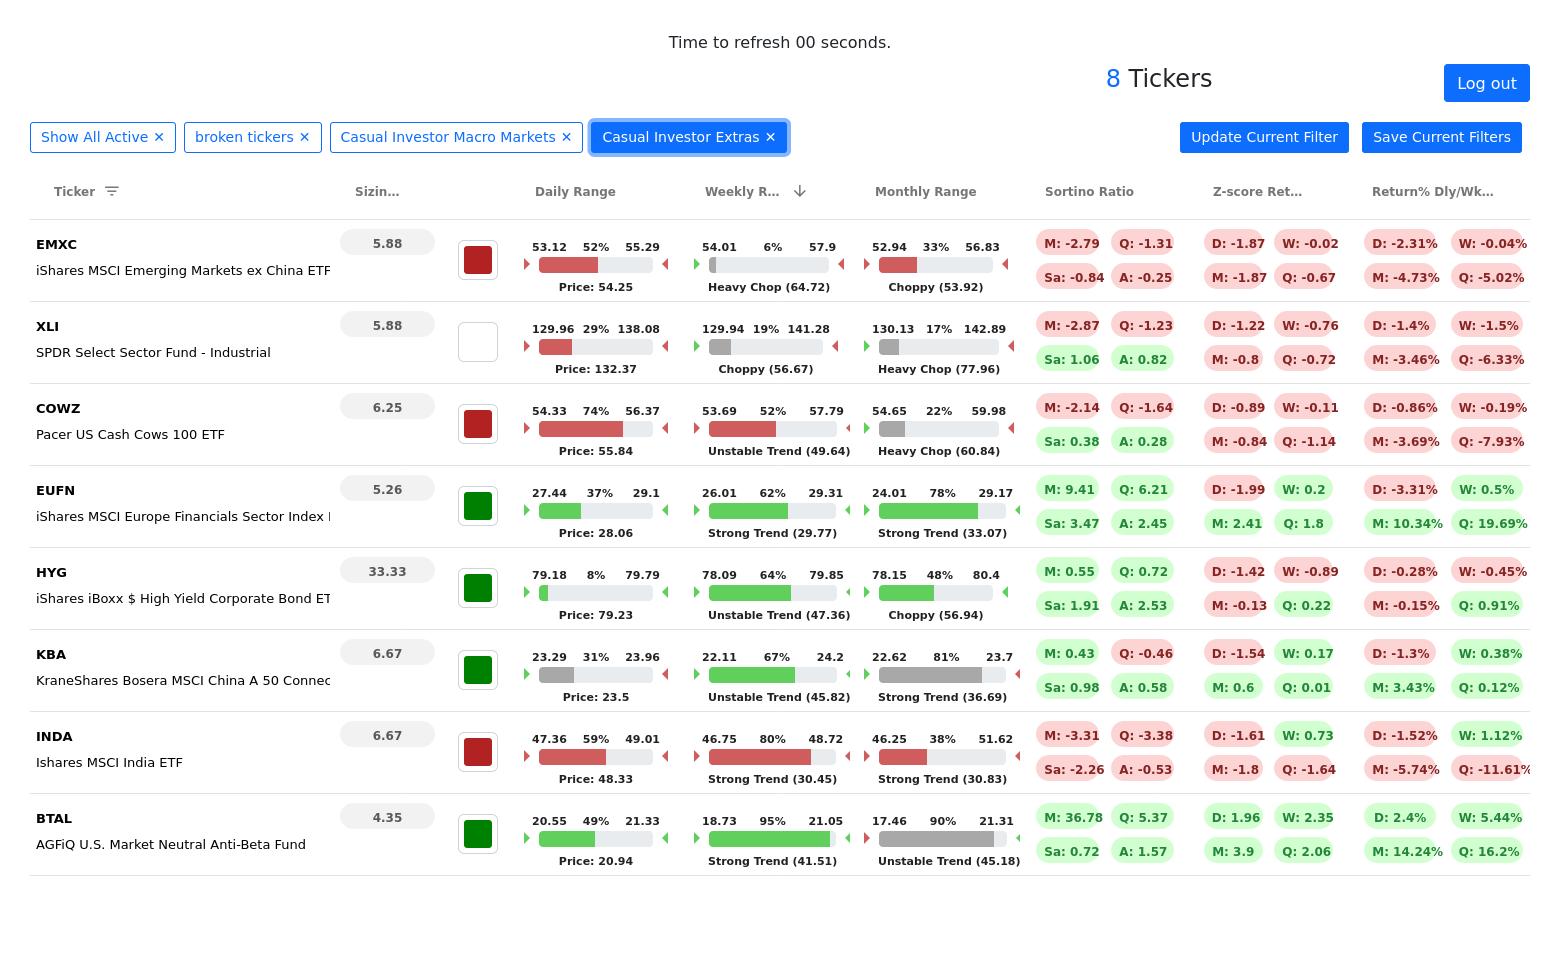 Time to refresh 00 seconds.
8 Tickers
Log out
Show All Active ✕ broken tickers ✕ Casual Investor Macro Markets ✕ Casual Investor Extras ✕ Update Current Filter Save Current Filters
Ticker Sizin... Daily Range Weekly R... Monthly Range Sortino Ratio Z-score Ret... Return% Dly/Wk...
EMXC 5.88 53.12 52% 55.29 54.01 6% 57.9 52.94 33% 56.83 M: -2.79 Q: -1.31 D: -1.87 W: -0.02 D: -2.31% W: -0.04%
iShares MSCI Emerging Markets ex China ETF Price: 54.25 Heavy Chop (64.72) Choppy (53.92) Sa: -0.84 A: -0.25 M: -1.87 Q: -0.67 M: -4.73% Q: -5.02%
XLI 5.88 129.96 29% 138.08 129.94 19% 141.28 130.13 17% 142.89 M: -2.87 Q: -1.23 D: -1.22 W: -0.76 D: -1.4% W: -1.5%
SPDR Select Sector Fund - Industrial Price: 132.37 Choppy (56.67) Heavy Chop (77.96) Sa: 1.06 A: 0.82 M: -0.8 Q: -0.72 M: -3.46% Q: -6.33%
COWZ 6.25 54.33 74% 56.37 53.69 52% 57.79 54.65 22% 59.98 M: -2.14 Q: -1.64 D: -0.89 W: -0.11 D: -0.86% W: -0.19%
Pacer US Cash Cows 100 ETF Price: 55.84 Unstable Trend (49.64) Heavy Chop (60.84) Sa: 0.38 A: 0.28 M: -0.84 Q: -1.14 M: -3.69% Q: -7.93%
EUFN 5.26 27.44 37% 29.1 26.01 62% 29.31 24.01 78% 29.17 M: 9.41 Q: 6.21 D: -1.99 W: 0.2 D: -3.31% W: 0.5%
iShares MSCI Europe Financials Sector Index Price: 28.06 Strong Trend (29.77) Strong Trend (33.07) Sa: 3.47 A: 2.45 M: 2.41 Q: 1.8 M: 10.34% Q: 19.69%
HYG 33.33 79.18 8% 79.79 78.09 64% 79.85 78.15 48% 80.4 M: 0.55 Q: 0.72 D: -1.42 W: -0.89 D: -0.28% W: -0.45%
iShares iBoxx $ High Yield Corporate Bond ET Price: 79.23 Unstable Trend (47.36) Choppy (56.94) Sa: 1.91 A: 2.53 M: -0.13 Q: 0.22 M: -0.15% Q: 0.91%
KBA 6.67 23.29 31% 23.96 22.11 67% 24.2 22.62 81% 23.7 M: 0.43 Q: -0.46 D: -1.54 W: 0.17 D: -1.3% W: 0.38%
KraneShares Bosera MSCI China A 50 Connec Price: 23.5 Unstable Trend (45.82) Strong Trend (36.69) Sa: 0.98 A: 0.58 M: 0.6 Q: 0.01 M: 3.43% Q: 0.12%
INDA 6.67 47.36 59% 49.01 46.75 80% 48.72 46.25 38% 51.62 M: -3.31 Q: -3.38 D: -1.61 W: 0.73 D: -1.52% W: 1.12%
Ishares MSCI India ETF Price: 48.33 Strong Trend (30.45) Strong Trend (30.83) Sa: -2.26 A: -0.53 M: -1.8 Q: -1.64 M: -5.74% Q: -11.61%
BTAL 4.35 20.55 49% 21.33 18.73 95% 21.05 17.46 90% 21.31 M: 36.78 Q: 5.37 D: 1.96 W: 2.35 D: 2.4% W: 5.44%
AGFiQ U.S. Market Neutral Anti-Beta Fund Price: 20.94 Strong Trend (41.51) Unstable Trend (45.18) Sa: 0.72 A: 1.57 M: 3.9 Q: 2.06 M: 14.24% Q: 16.2%